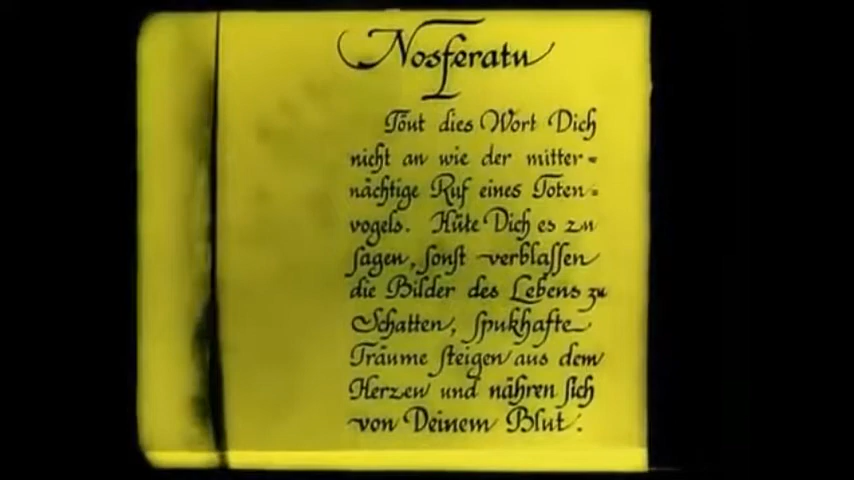 Nosferatu
Tönt dies Wort Dich
nicht an wie der mitter=
nächtige Ruf eines Toten=
vogels. Hüte Dich es zu
sagen, sonst verblassen
die Bilder des Lebens zu
Schatten, spukhafte
Träume steigen aus dem
Herzen und nähren sich
von Deinem Blut.